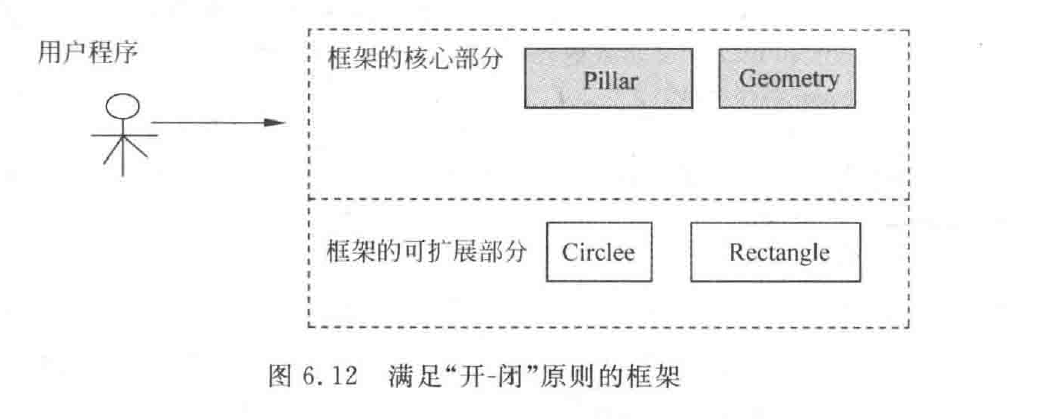 用户程序
框架的核心部分 Pillar Geometry
框架的可扩展部分 Circlee Rectangle
图 6.12 满足“开-闭”原则的框架